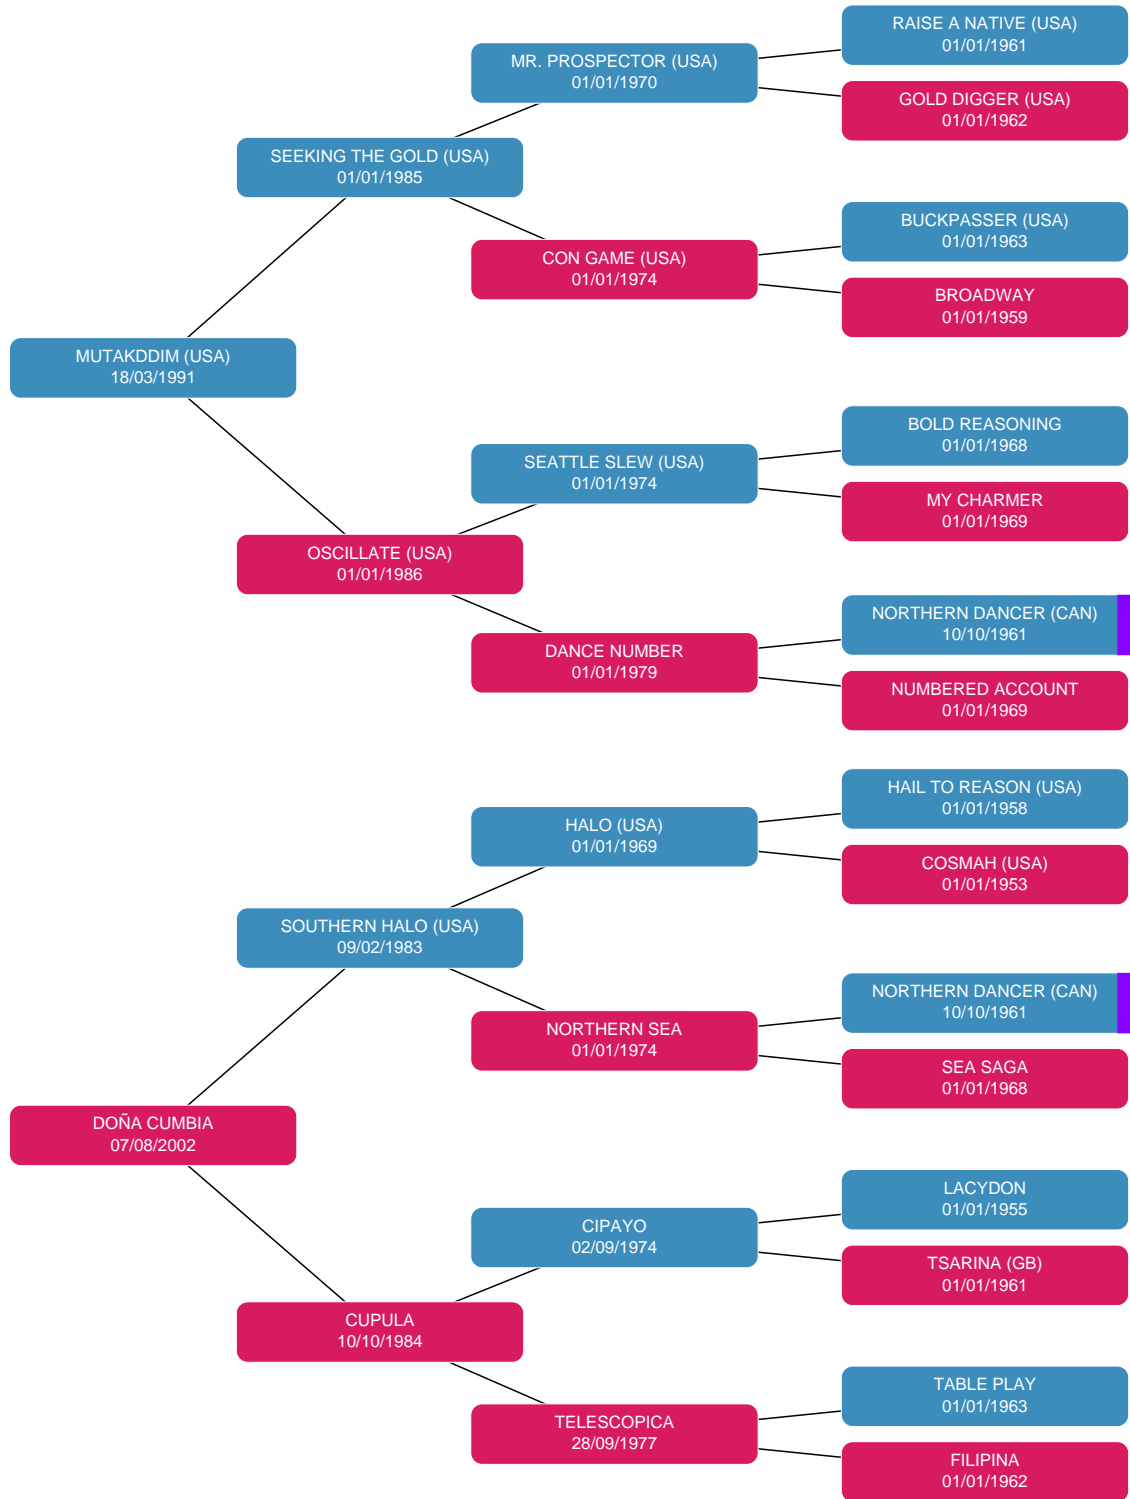 RAISE A NATIVE (USA)
01/01/1961
MR. PROSPECTOR (USA)
01/01/1970
GOLD DIGGER (USA)
01/01/1962
SEEKING THE GOLD (USA)
01/01/1985
BUCKPASSER (USA)
01/01/1963
CON GAME (USA)
01/01/1974
BROADWAY
01/01/1959
MUTAKDDIM (USA)
18/03/1991
BOLD REASONING
01/01/1968
SEATTLE SLEW (USA)
01/01/1974
MY CHARMER
01/01/1969
OSCILLATE (USA)
01/01/1986
NORTHERN DANCER (CAN)
10/10/1961
DANCE NUMBER
01/01/1979
NUMBERED ACCOUNT
01/01/1969
HAIL TO REASON (USA)
01/01/1958
HALO (USA)
01/01/1969
COSMAH (USA)
01/01/1953
SOUTHERN HALO (USA)
09/02/1983
NORTHERN DANCER (CAN)
10/10/1961
NORTHERN SEA
01/01/1974
SEA SAGA
01/01/1968
DOÑA CUMBIA
07/08/2002
LACYDON
01/01/1955
CIPAYO
02/09/1974
TSARINA (GB)
01/01/1961
CUPULA
10/10/1984
TABLE PLAY
01/01/1963
TELESCOPICA
28/09/1977
FILIPINA
01/01/1962